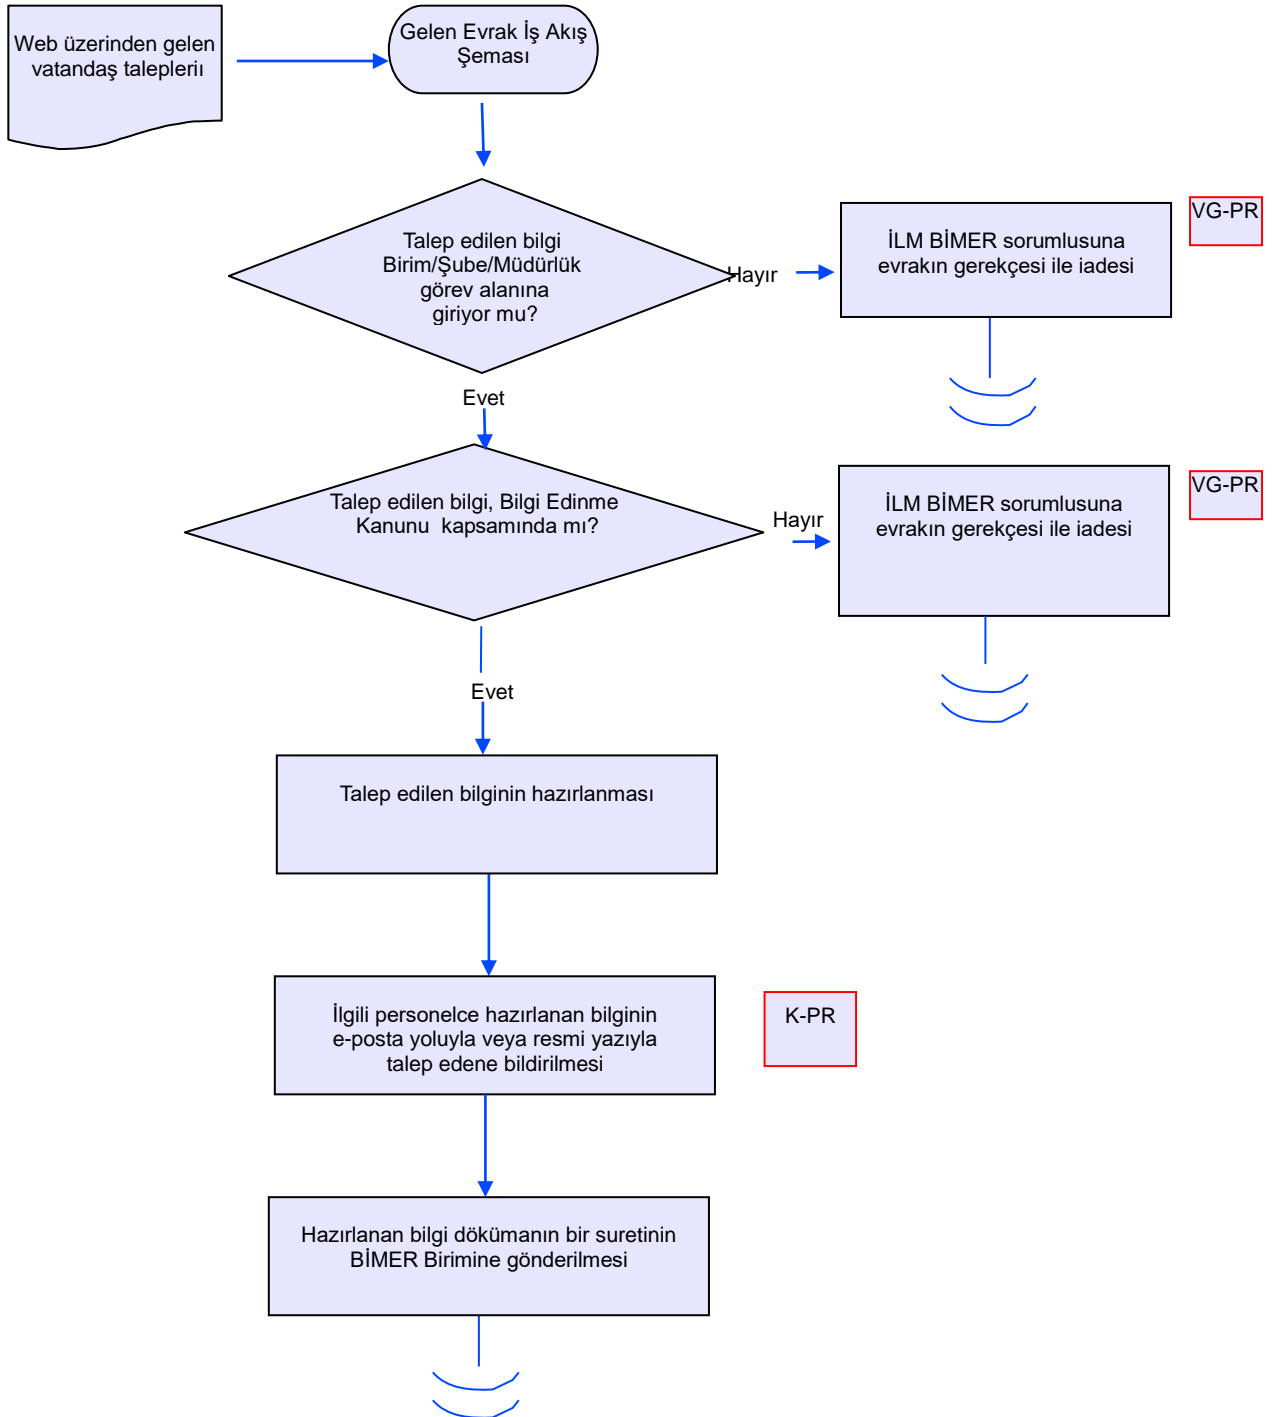 Web üzerinden gelen
vatandaş talepleriı
Gelen Evrak İş Akış
Şeması
Talep edilen bilgi
Birim/Şube/Müdürlük
görev alanına
giriyor mu?
Hayır
İLM BİMER sorumlusuna
evrakın gerekçesi ile iadesi
VG-PR
Evet
Talep edilen bilgi, Bilgi Edinme
Kanunu kapsamında mı?
Hayır
İLM BİMER sorumlusuna
evrakın gerekçesi ile iadesi
VG-PR
Evet
Talep edilen bilginin hazırlanması
İlgili personelce hazırlanan bilginin
e-posta yoluyla veya resmi yazıyla
talep edene bildirilmesi
K-PR
Hazırlanan bilgi dökümanın bir suretinin
BİMER Birimine gönderilmesi